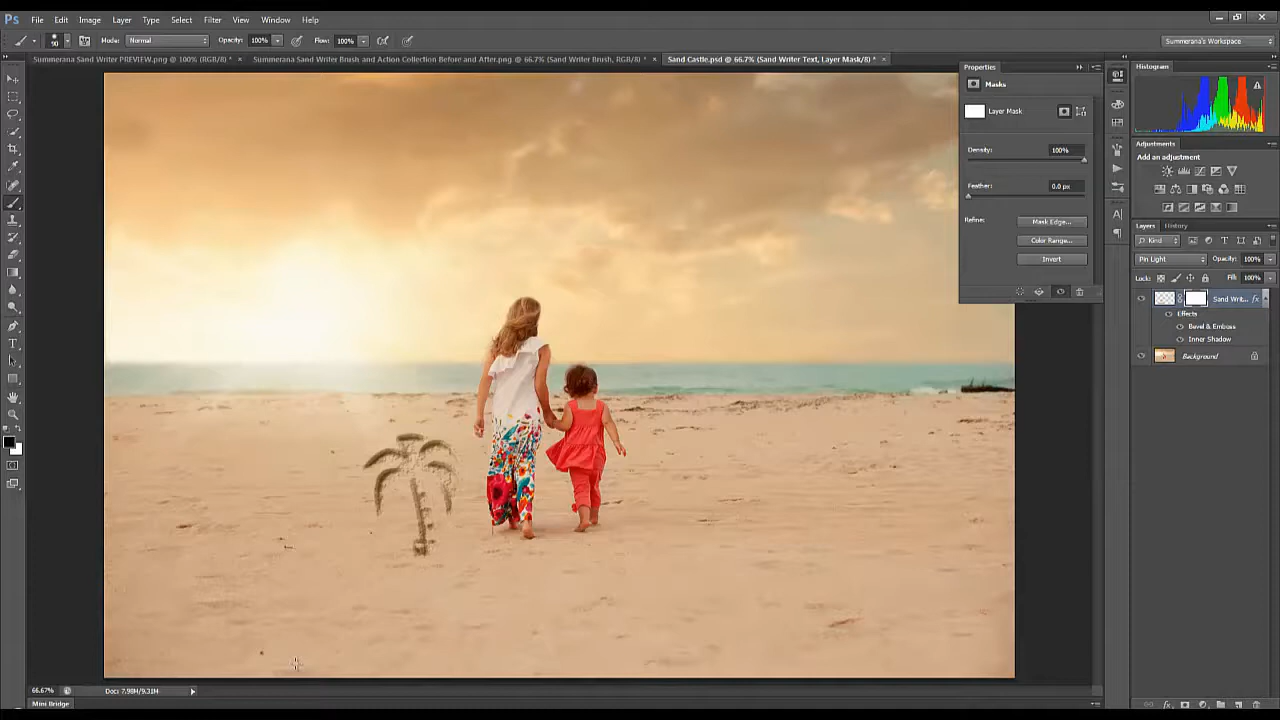 Ps File Edit Image Layer Type Select Filter View Window Help
90 Mode: Normal Opacity: 100% Flow: 100% Summerana's Workspace
Summerana Sand Writer PREVIEW.png @ 100% (RGB/8) * × Summerana Sand Writer Brush and Action Collection Before and After.png @ 66.7% (Sand Writer Brush, RGB/8) * × Sand Castle.psd @ 66.7% (Sand Writer Text, Layer Mask/8) * ×
Properties
Masks
Layer Mask
Density: 100%
Feather: 0.0 px
Refine: Mask Edge...
Color Range...
Invert
Histogram
Adjustments
Add an adjustment
Layers History
Kind
Pin Light Opacity: 100%
Lock: Fill: 100%
Sand Writ... fx
Effects
Bevel & Emboss
Inner Shadow
Background
66.67% Doc: 7.98M/9.31M
Mini Bridge